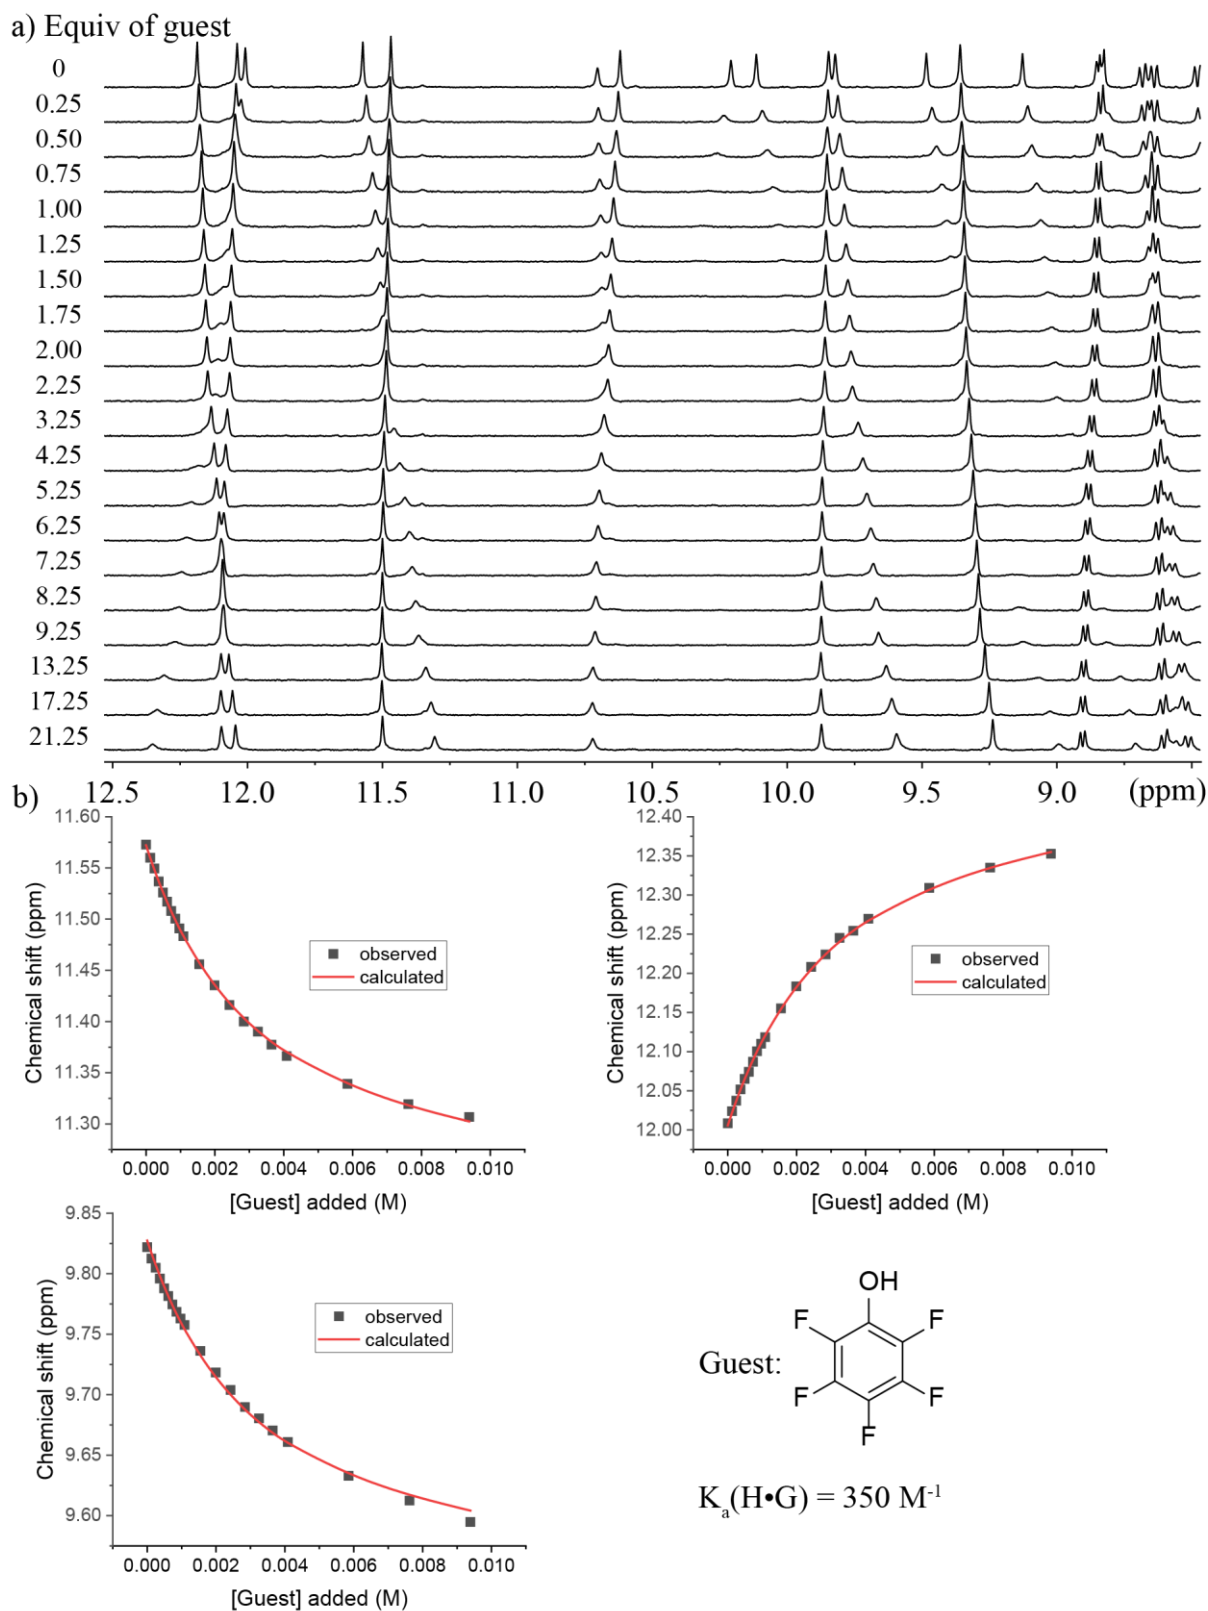 a) Equiv of guest
0
0.25
0.50
0.75
1.00
1.25
1.50
1.75
2.00
2.25
3.25
4.25
5.25
6.25
7.25
8.25
9.25
13.25
17.25
21.25
12.5 12.0 11.5 11.0 10.5 10.0 9.5 9.0 (ppm)
b)
11.60
11.55
11.50
11.45
11.40
11.35
11.30
Chemical shift (ppm)
observed
calculated
0.000 0.002 0.004 0.006 0.008 0.010
[Guest] added (M)
12.40
12.35
12.30
12.25
12.20
12.15
12.10
12.05
12.00
Chemical shift (ppm)
observed
calculated
0.000 0.002 0.004 0.006 0.008 0.010
[Guest] added (M)
9.85
9.80
9.75
9.70
9.65
9.60
Chemical shift (ppm)
observed
calculated
0.000 0.002 0.004 0.006 0.008 0.010
[Guest] added (M)
OH
F F
Guest:
F F
F
Kₐ(H•G) = 350 M⁻¹